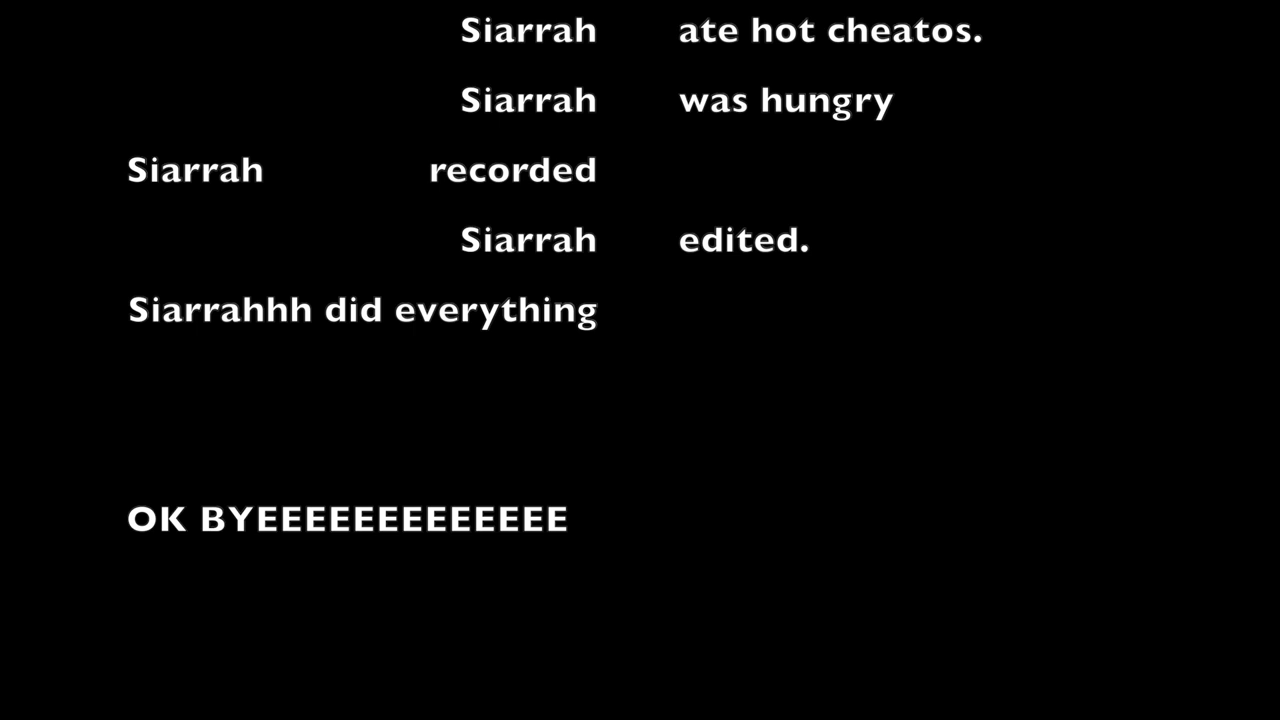 Siarrah ate hot cheatos.
Siarrah was hungry
Siarrah recorded
Siarrah edited.
Siarrahhh did everything
OK BYEEEEEEEEEEEEE